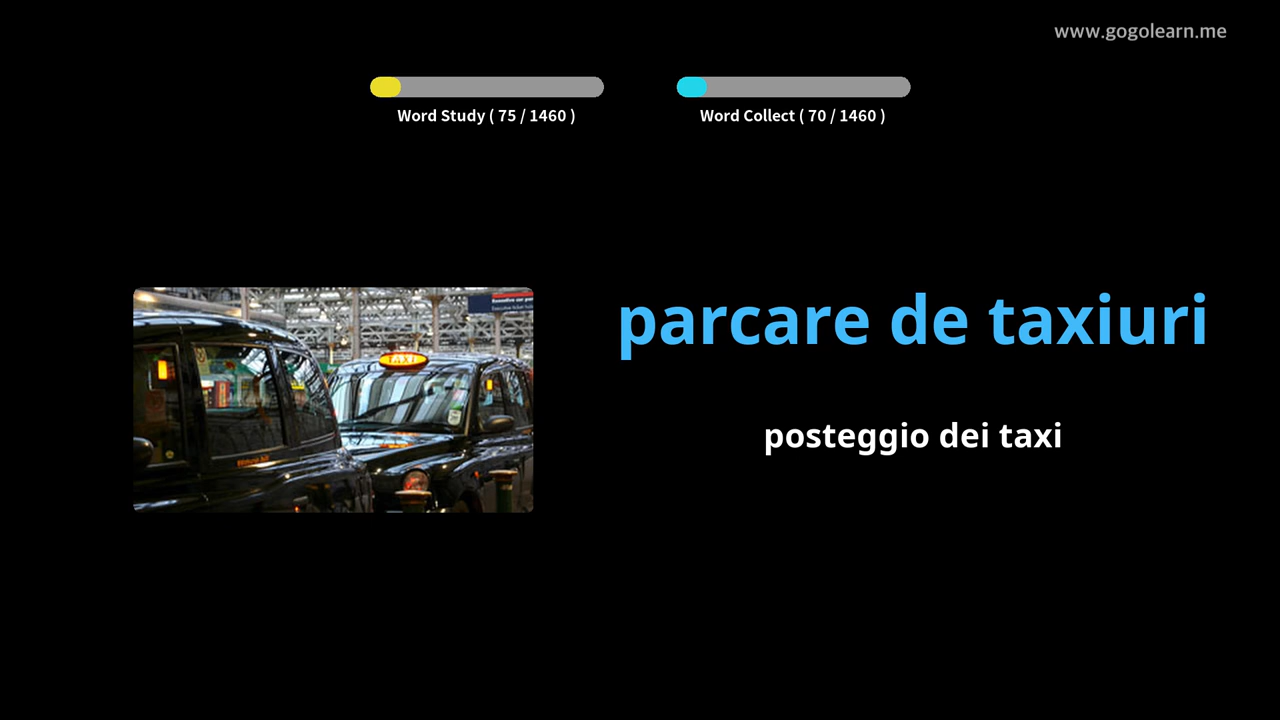 www.gogolearn.me
Word Study ( 75 / 1460 )
Word Collect ( 70 / 1460 )
parcare de taxiuri
posteggio dei taxi
TAXI